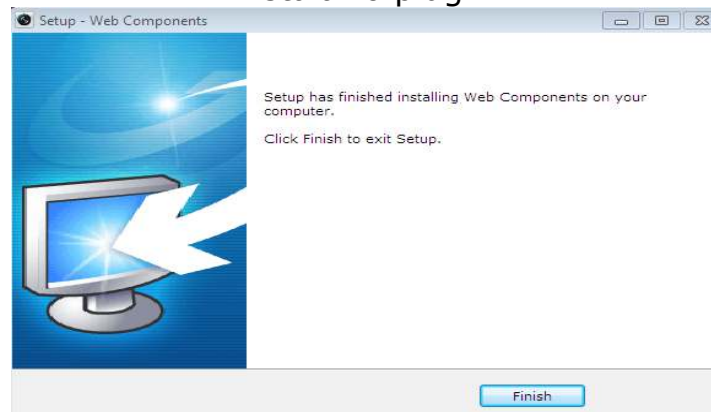 Setup - Web Components
Setup has finished installing Web Components on your
computer.
Click Finish to exit Setup.
Finish